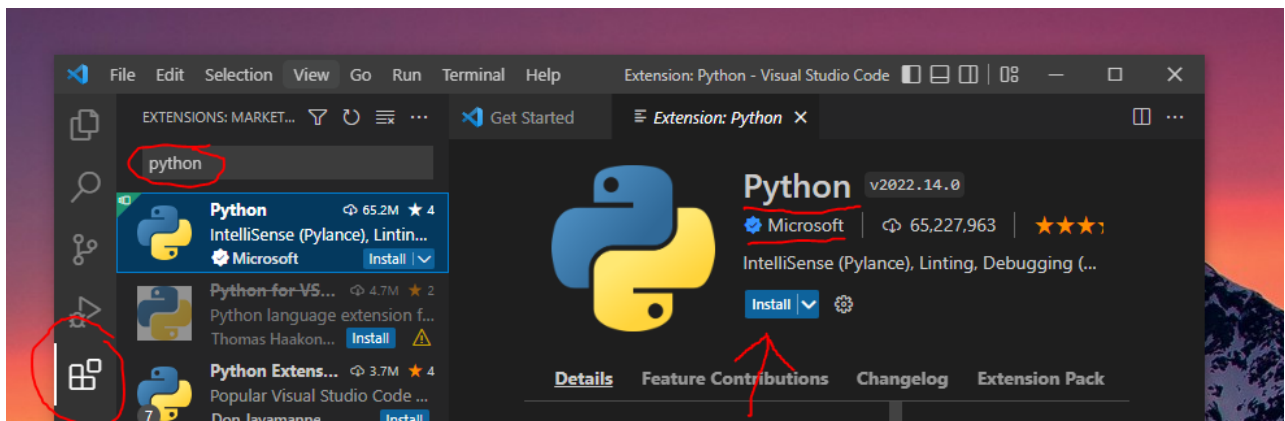 File Edit Selection View Go Run Terminal Help Extension: Python - Visual Studio Code
EXTENSIONS: MARKET... Get Started Extension: Python
python
Python 65.2M 4
IntelliSense (Pylance), Lintin...
Microsoft Install
Python for VS... 4.7M 2
Python language extension f...
Thomas Haakon... Install
Python Extens... 3.7M 4
Popular Visual Studio Code ...
7 Don Jayamanne Install
Python v2022.14.0
Microsoft 65,227,963
IntelliSense (Pylance), Linting, Debugging (...
Install
Details Feature Contributions Changelog Extension Pack